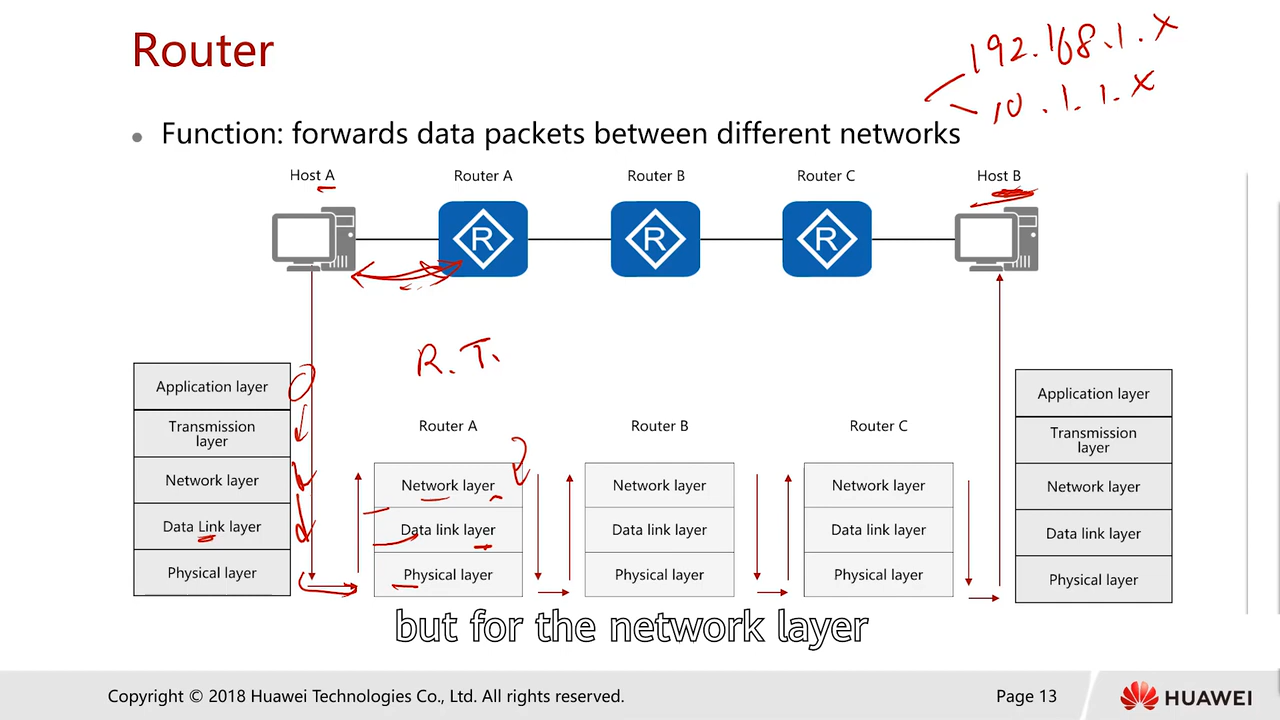 Router
192.168.1.X
10.1.1.X
• Function: forwards data packets between different networks
Host A
Router A
Router B
Router C
Host B
R
R
R
R.T.
Application layer
Transmission
layer
Network layer
Data Link layer
Physical layer
Router A
Network layer
Data link layer
Physical layer
Router B
Network layer
Data link layer
Physical layer
Router C
Network layer
Data link layer
Physical layer
Application layer
Transmission
layer
Network layer
Data link layer
Physical layer
but for the network layer
Copyright © 2018 Huawei Technologies Co., Ltd. All rights reserved.
Page 13
HUAWEI